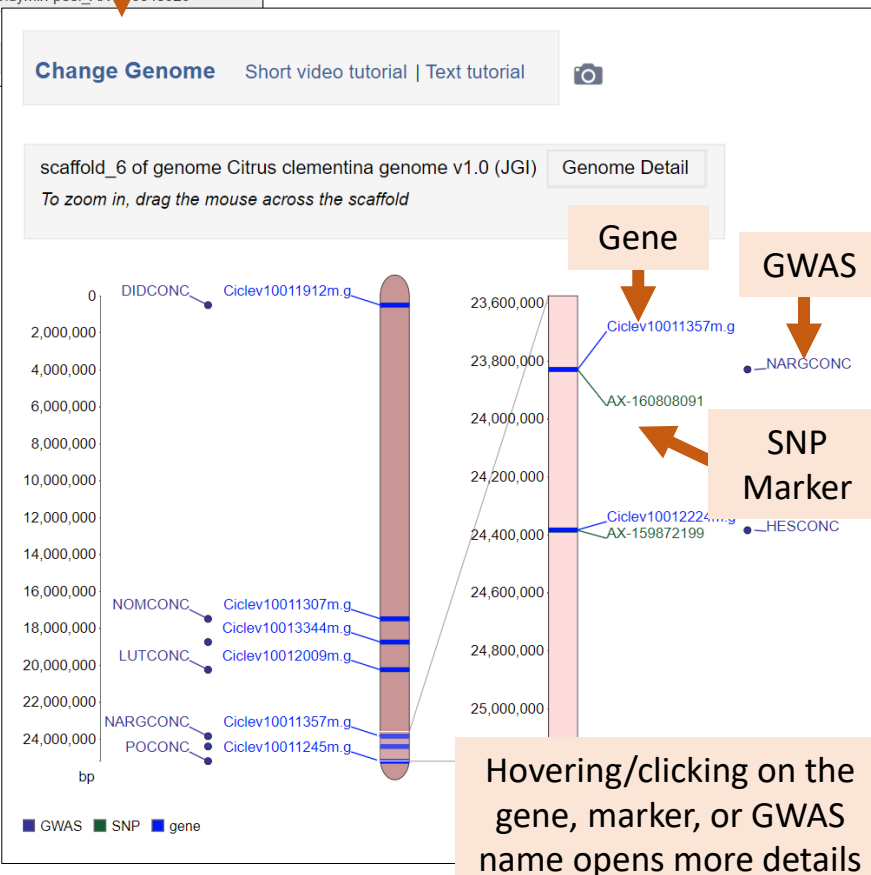 Change Genome Short video tutorial | Text tutorial
scaffold_6 of genome Citrus clementina genome v1.0 (JGI) Genome Detail
To zoom in, drag the mouse across the scaffold
Gene
GWAS
SNP
Marker
0
2,000,000
4,000,000
6,000,000
8,000,000
10,000,000
12,000,000
14,000,000
16,000,000
18,000,000
20,000,000
22,000,000
24,000,000
bp
DIDCONC Ciclev10011912m.g
NOMCONC Ciclev10011307m.g
Ciclev10013344m.g
LUTCONC Ciclev10012009m.g
NARGCONC Ciclev10011357m.g
POCONC Ciclev10011245m.g
23,600,000
23,800,000
24,000,000
24,200,000
24,400,000
24,600,000
24,800,000
25,000,000
Ciclev10011357m.g
NARGCONC
AX-160808091
Ciclev10012224m.g
AX-159872199
HESCONC
GWAS SNP gene
Hovering/clicking on the
gene, marker, or GWAS
name opens more details